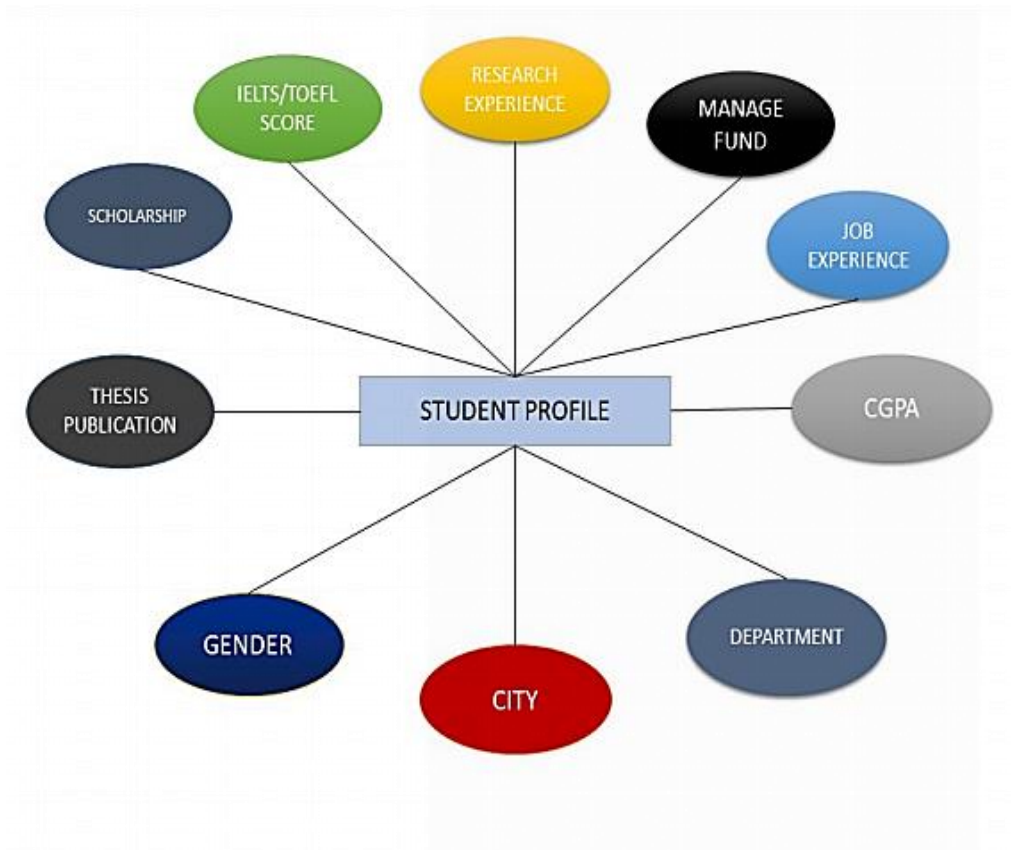 RESEARCH
EXPERIENCE
IELTS/TOEFL
SCORE
MANAGE
FUND
SCHOLARSHIP
JOB
EXPERIENCE
THESIS
PUBLICATION
STUDENT PROFILE
CGPA
GENDER
CITY
DEPARTMENT